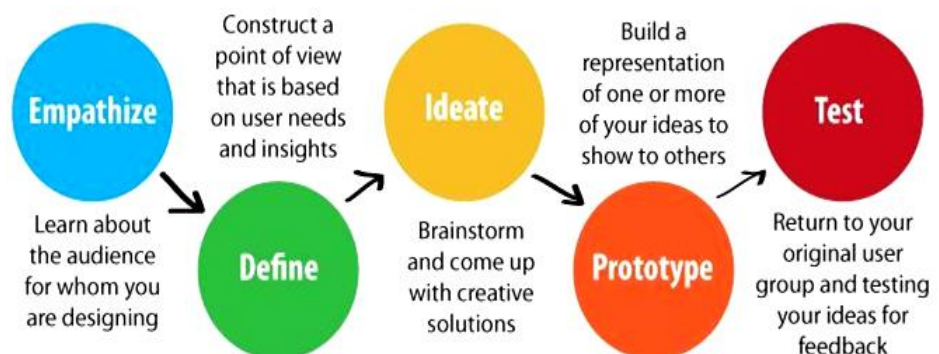 Empathize
Learn about
the audience
for whom you
are designing
Construct a
point of view
that is based
on user needs
and insights
Define
Ideate
Brainstorm
and come up
with creative
solutions
Build a
representation
of one or more
of your ideas to
show to others
Prototype
Test
Return to your
original user
group and testing
your ideas for
feedback